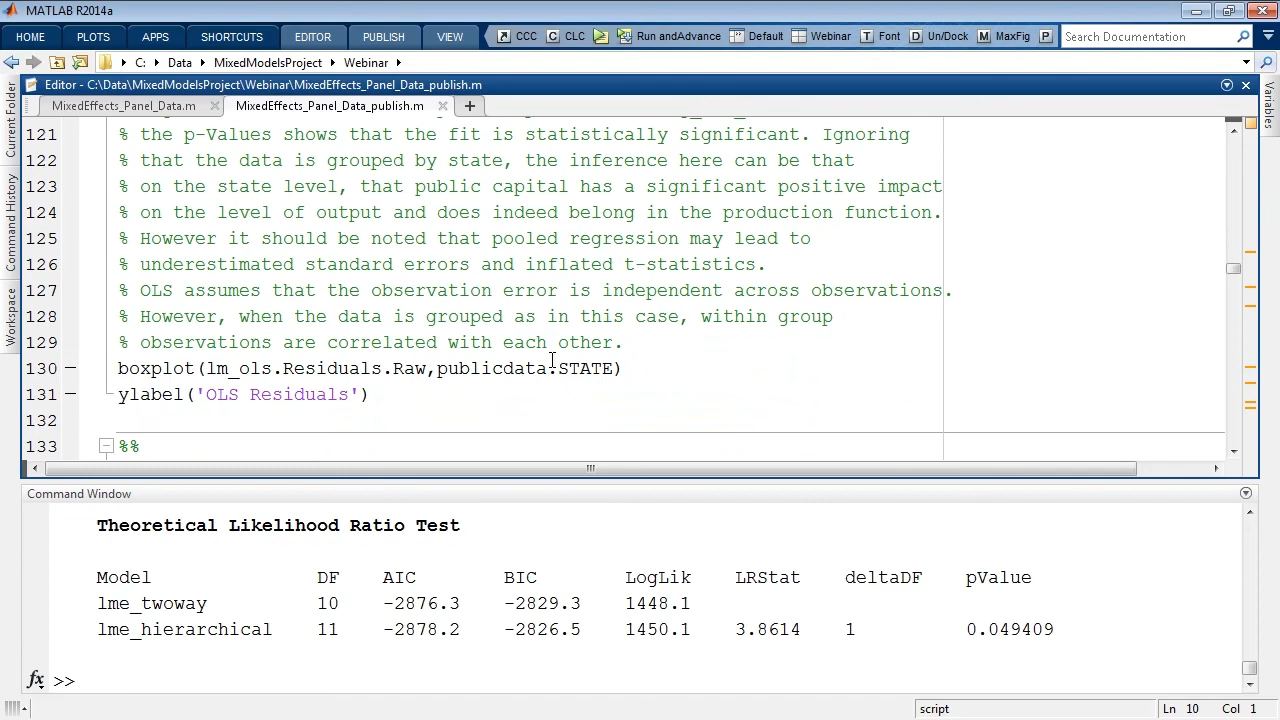 MATLAB R2014a
HOME PLOTS APPS SHORTCUTS EDITOR PUBLISH VIEW CCC CLC Run andAdvance Default Webinar Font Un/Dock MaxFig Search Documentation
C: Data MixedModelsProject Webinar
Editor - C:\Data\MixedModelsProject\Webinar\MixedEffects_Panel_Data_publish.m
MixedEffects_Panel_Data.m MixedEffects_Panel_Data_publish.m
Current Folder
Command History
Workspace
Variables
121 % the p-Values shows that the fit is statistically significant. Ignoring
122 % that the data is grouped by state, the inference here can be that
123 % on the state level, that public capital has a significant positive impact
124 % on the level of output and does indeed belong in the production function.
125 % However it should be noted that pooled regression may lead to
126 % underestimated standard errors and inflated t-statistics.
127 % OLS assumes that the observation error is independent across observations.
128 % However, when the data is grouped as in this case, within group
129 % observations are correlated with each other.
130 boxplot(lm_ols.Residuals.Raw,publicdata.STATE)
131 ylabel('OLS Residuals')
132
133 %%
Command Window
Theoretical Likelihood Ratio Test
Model DF AIC BIC LogLik LRStat deltaDF pValue
lme_twoway 10 -2876.3 -2829.3 1448.1
lme_hierarchical 11 -2878.2 -2826.5 1450.1 3.8614 1 0.049409
fx >>
script Ln 10 Col 1